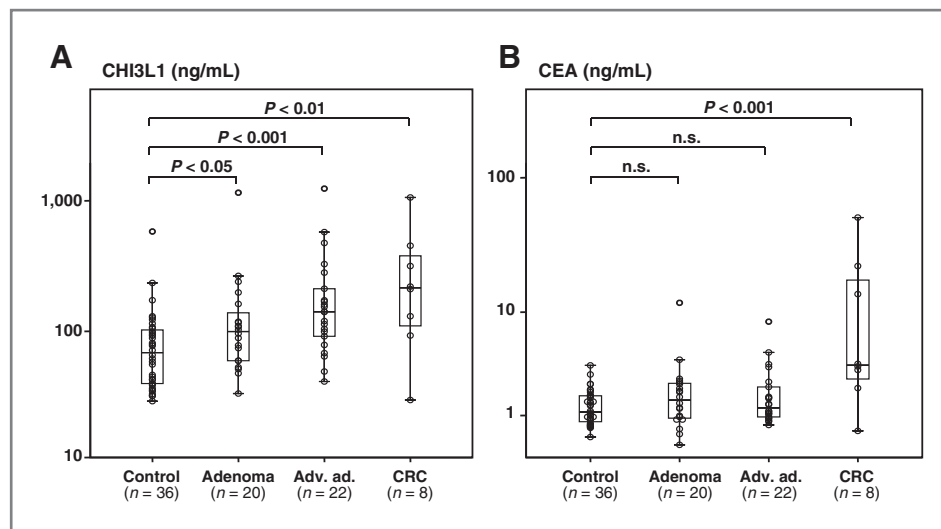 A
CHI3L1 (ng/mL)
P < 0.01
P < 0.001
P < 0.05
1,000
100
10
Control Adenoma Adv. ad. CRC
(n = 36) (n = 20) (n = 22) (n = 8)
B
CEA (ng/mL)
P < 0.001
n.s.
n.s.
100
10
1
Control Adenoma Adv. ad. CRC
(n = 36) (n = 20) (n = 22) (n = 8)